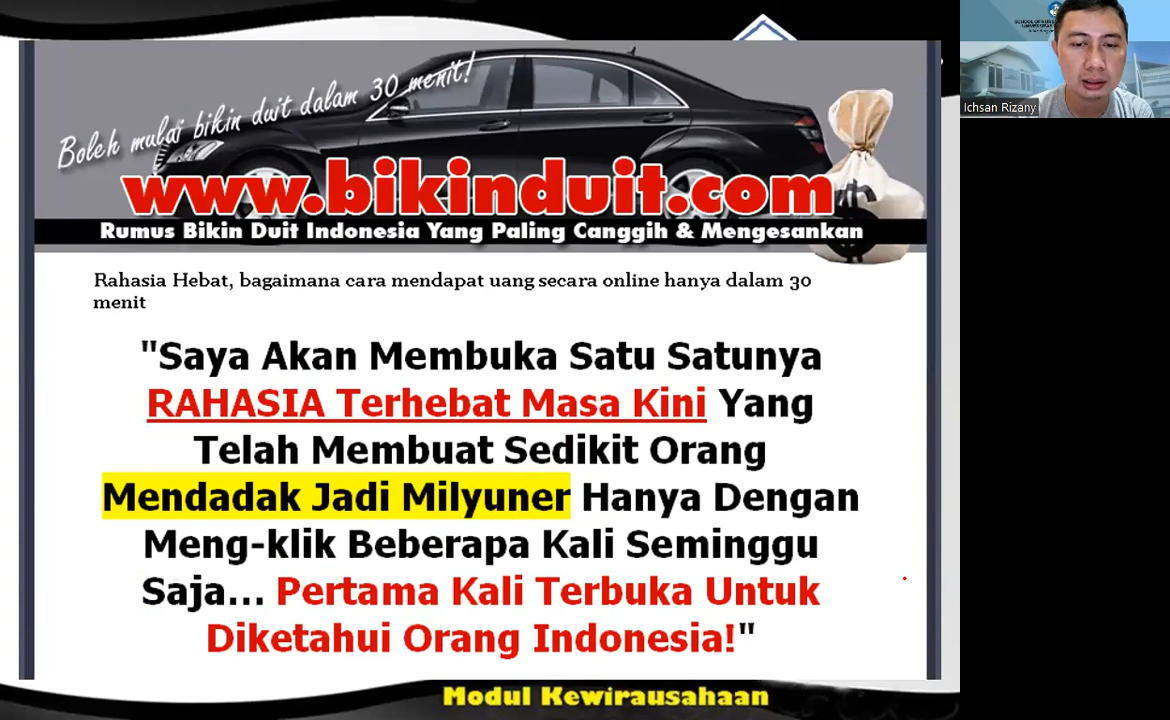 Boleh mulai bikin duit dalam 30 menit!
www.bikinduit.com
Rumus Bikin Duit Indonesia Yang Paling Canggih & Mengesankan
Rahasia Hebat, bagaimana cara mendapat uang secara online hanya dalam 30
menit
"Saya Akan Membuka Satu Satunya
RAHASIA Terhebat Masa Kini Yang
Telah Membuat Sedikit Orang
Mendadak Jadi Milyuner Hanya Dengan
Meng-klik Beberapa Kali Seminggu
Saja... Pertama Kali Terbuka Untuk
Diketahui Orang Indonesia!"
Modul Kewirausahaan
Ichsan Rizany